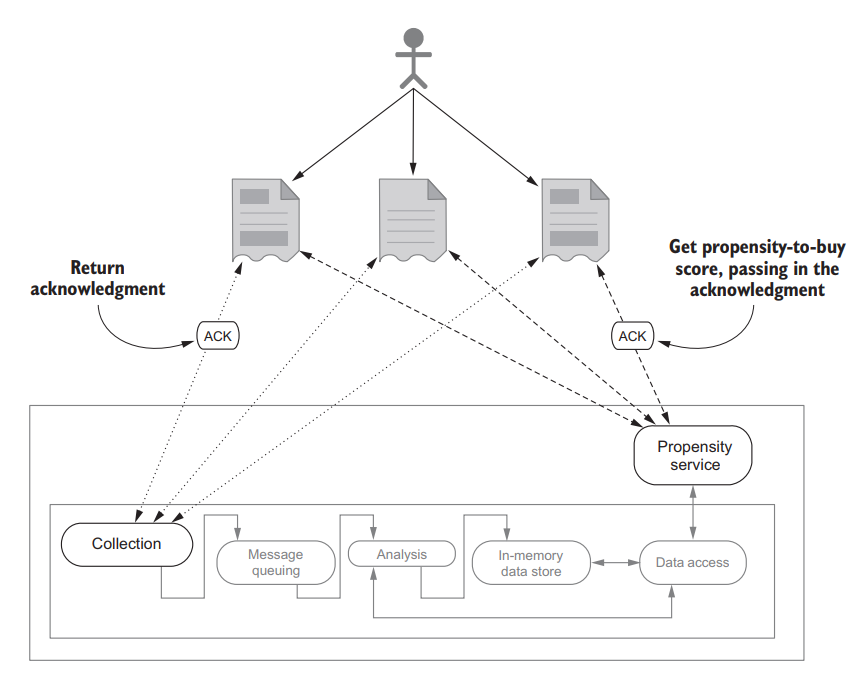 Return
acknowledgment
Get propensity-to-buy
score, passing in the
acknowledgment
ACK
ACK
Propensity
service
Collection
Message
queuing
Analysis
In-memory
data store
Data access